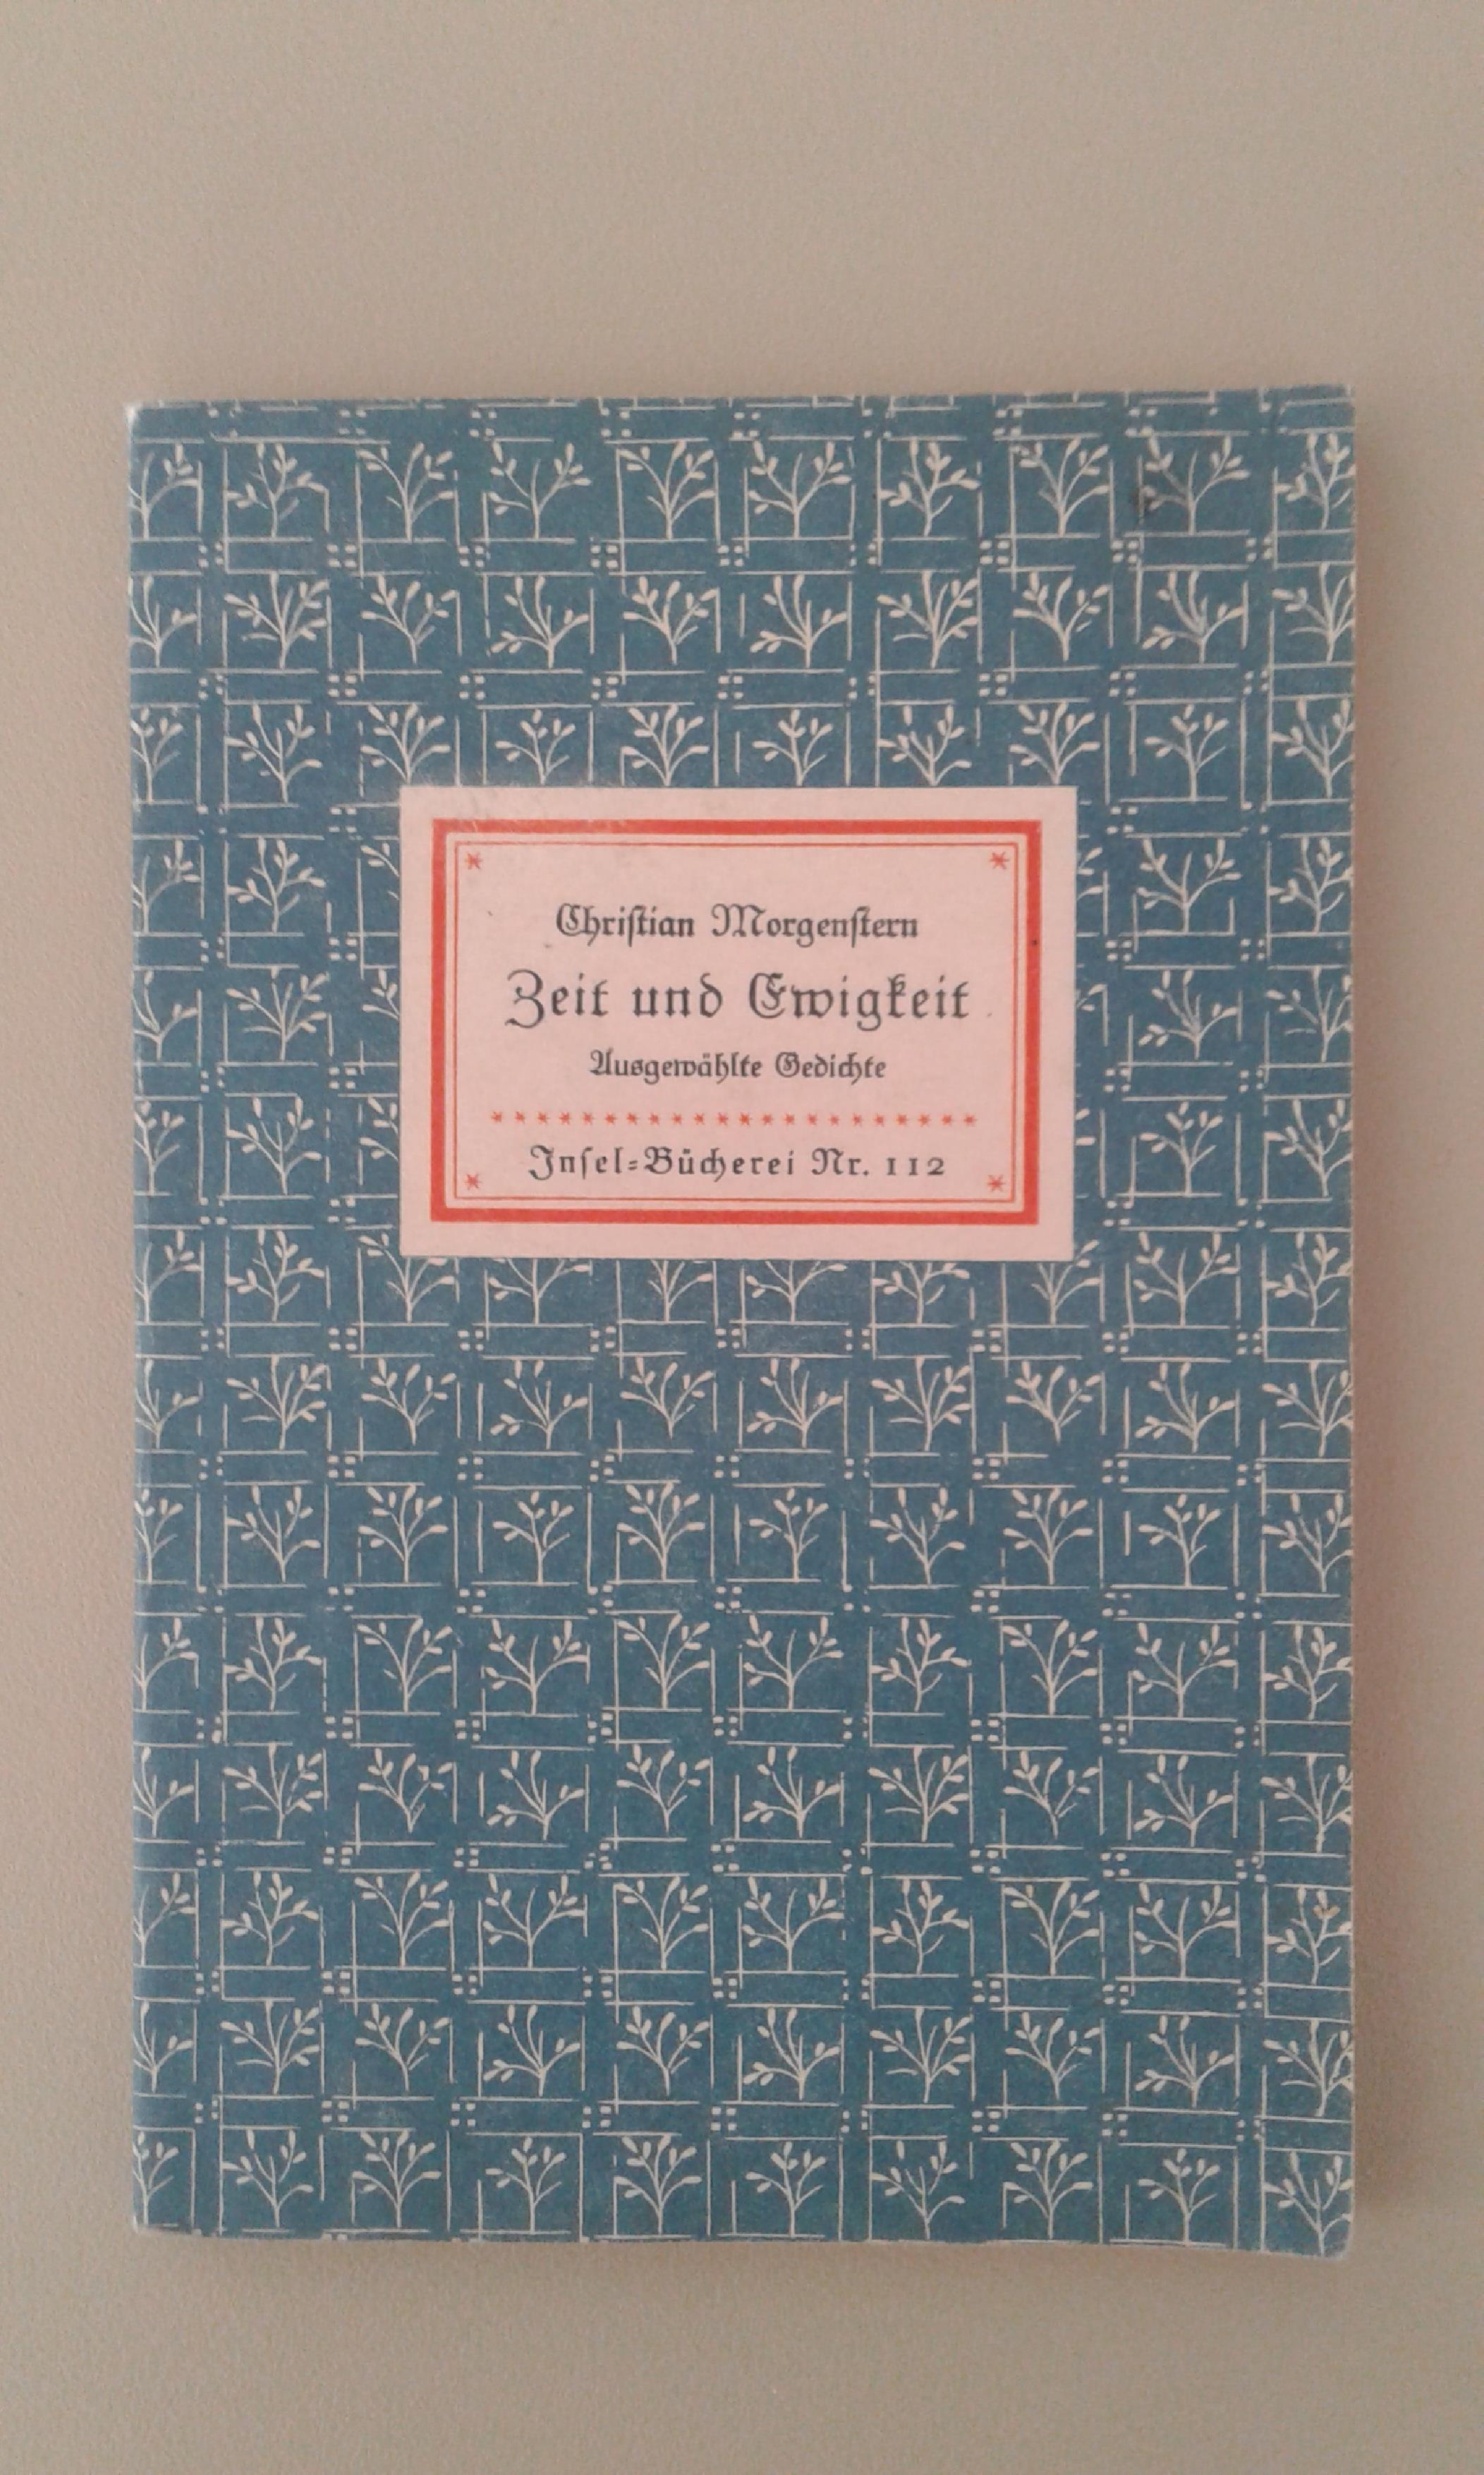 Chriſtian Morgenſtern
Zeit und Ewigkeit
Ausgewählte Gedichte
Inſel=Bücherei Nr. 112